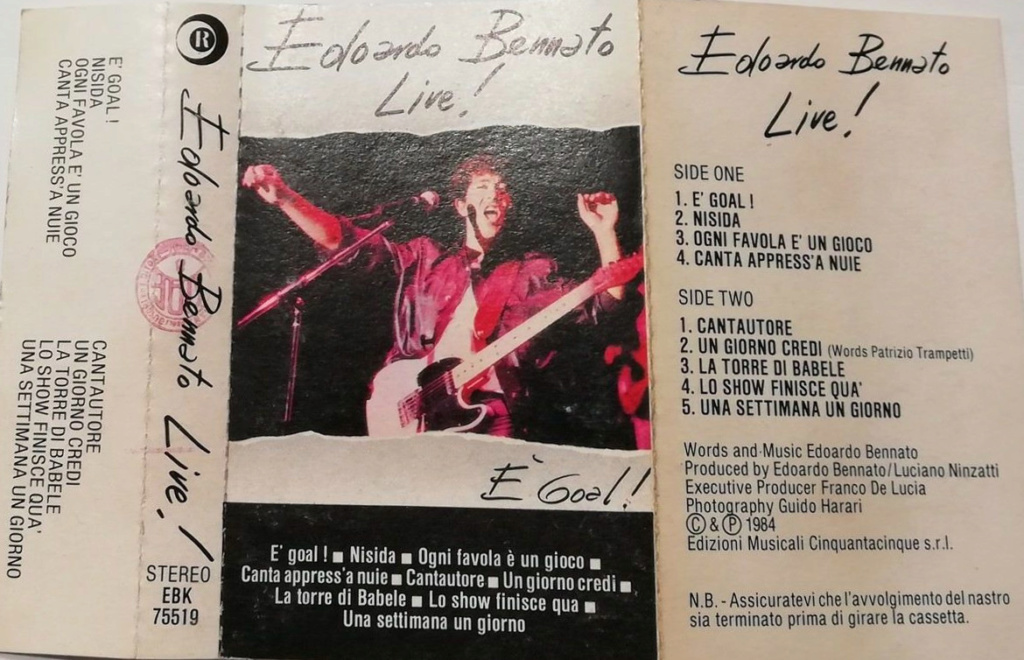 E' GOAL!
NISIDA
OGNI FAVOLA E' UN GIOCO
CANTA APPRESS'A NUIE
CANTAUTORE
UN GIORNO CREDI
LA TORRE DI BABELE
LO SHOW FINISCE QUA'
UNA SETTIMANA UN GIORNO
R
Edoardo Bennato Live!
STEREO
EBK
75519
Edoardo Bennato
Live!
È Goal!
E' goal! ■ Nisida ■ Ogni favola è un gioco ■
Canta appress'a nuie ■ Cantautore ■ Un giorno credi ■
La torre di Babele ■ Lo show finisce qua ■
Una settimana un giorno
Edoardo Bennato
Live!
SIDE ONE
1. E' GOAL!
2. NISIDA
3. OGNI FAVOLA E' UN GIOCO
4. CANTA APPRESS'A NUIE
SIDE TWO
1. CANTAUTORE
2. UN GIORNO CREDI (Words Patrizio Trampetti)
3. LA TORRE DI BABELE
4. LO SHOW FINISCE QUA'
5. UNA SETTIMANA UN GIORNO
Words and Music Edoardo Bennato
Produced by Edoardo Bennato/Luciano Ninzatti
Executive Producer Franco De Lucia
Photography Guido Harari
© & ℗ 1984
Edizioni Musicali Cinquantacinque s.r.l.
N.B. - Assicuratevi che l'avvolgimento del nastro
sia terminato prima di girare la cassetta.